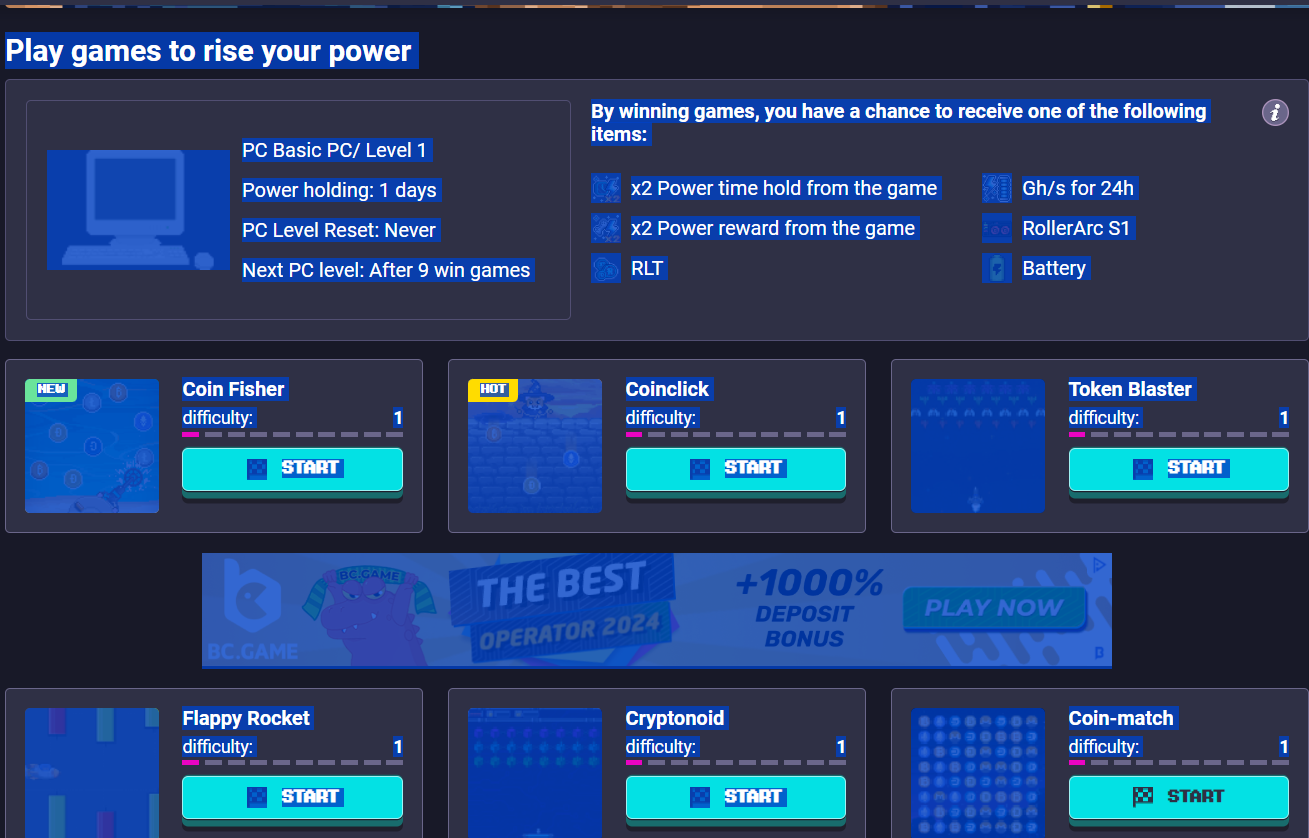 Play games to rise your power
PC Basic PC/ Level 1
Power holding: 1 days
PC Level Reset: Never
Next PC level: After 9 win games
By winning games, you have a chance to receive one of the following
items:
x2 Power time hold from the game
Gh/s for 24h
x2 Power reward from the game
RollerArc S1
RLT
Battery
NEW
Coin Fisher
difficulty: 1
START
HOT
Coinclick
difficulty: 1
START
Token Blaster
difficulty: 1
START
BC.GAME
BC.GAME
THE BEST
OPERATOR 2024
+1000%
DEPOSIT
BONUS
PLAY NOW
Flappy Rocket
difficulty: 1
START
Cryptonoid
difficulty: 1
START
Coin-match
difficulty: 1
START